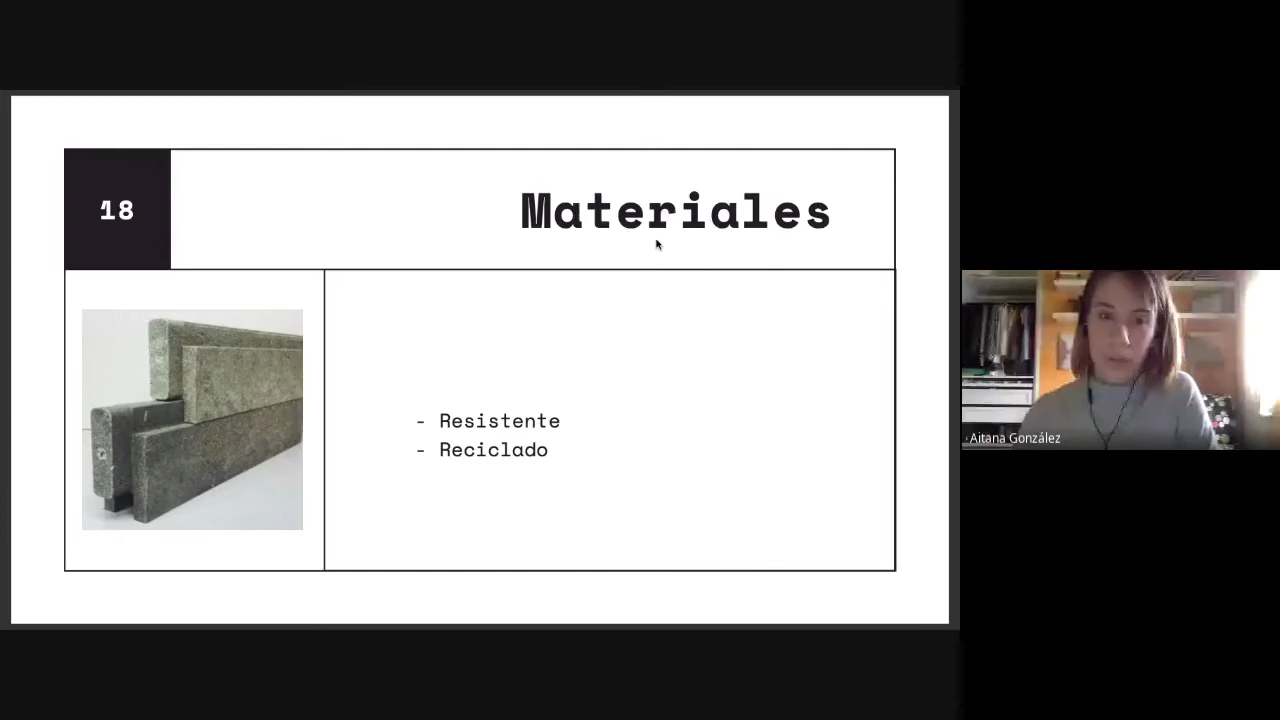 18
Materiales
- Resistente
- Reciclado
Aitana González